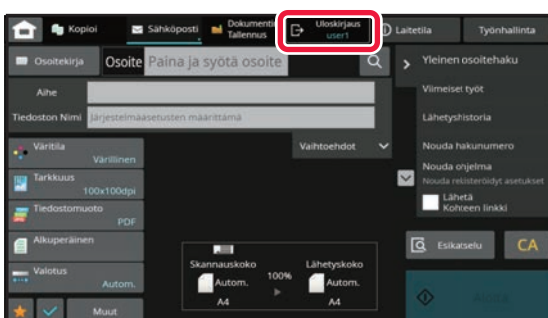 Kopioi
Sähköposti
Dokumentin
Tallennus
Uloskirjaus
user1
Laitetila
Työnhallinta
Osoitekirja
Osoite
Paina ja syötä osoite
Yleinen osoitehaku
Aihe
Viimeiset työt
Tiedoston Nimi
Järjestelmäasetusten määrittämä
Lähetyshistoria
Väritila
Värillinen
Vaihtoehdot
Nouda hakunumero
Tarkkuus
100x100dpi
Nouda ohjelma
Nouda rekisteröidyt asetukset
Tiedostomuoto
PDF
Lähetä
Kohteen linkki
Alkuperäinen
Esikatselu
CA
Valotus
Autom.
Skannauskoko
Autom.
A4
100%
Lähetyskoko
Autom.
A4
Muut
Aloita